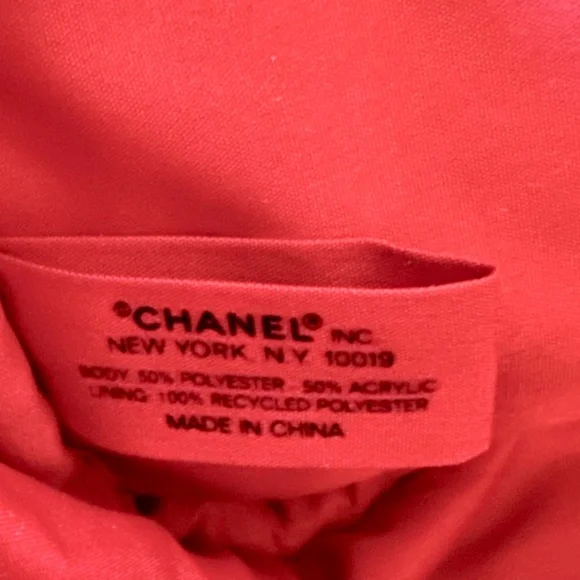 ®CHANEL® INC.
NEW YORK, N.Y. 10019
BODY: 50% POLYESTER 50% ACRYLIC
LINING: 100% RECYCLED POLYESTER
MADE IN CHINA